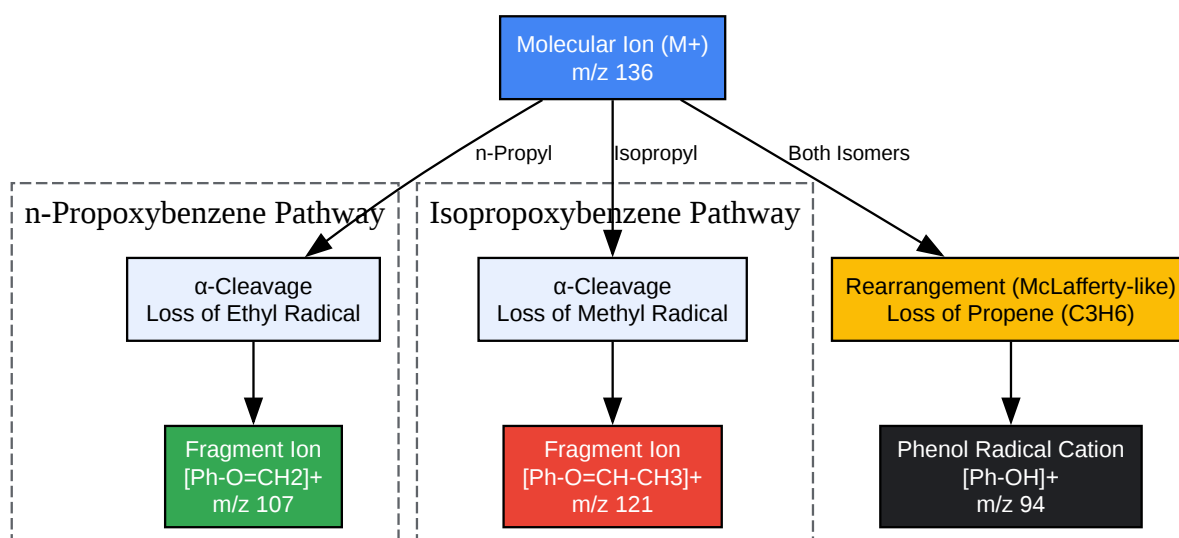 Molecular Ion (M+)
m/z 136
n-Propyl
Isopropyl
Both Isomers
n-Propoxybenzene Pathway
Isopropoxybenzene Pathway
α-Cleavage
Loss of Ethyl Radical
α-Cleavage
Loss of Methyl Radical
Rearrangement (McLafferty-like)
Loss of Propene (C3H6)
Fragment Ion
[Ph-O=CH2]+
m/z 107
Fragment Ion
[Ph-O=CH-CH3]+
m/z 121
Phenol Radical Cation
[Ph-OH]+
m/z 94